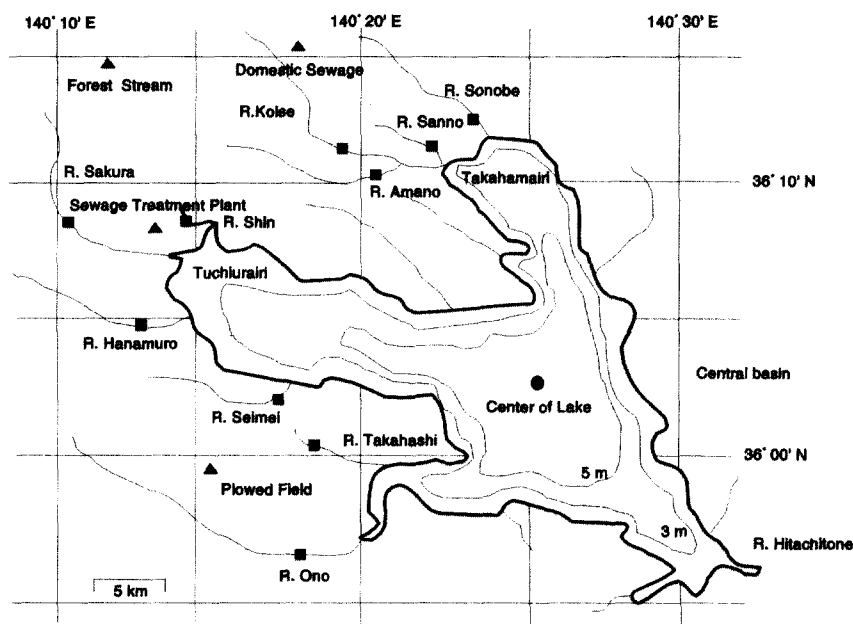 140° 10' E
140° 20' E
140° 30' E
Forest Stream
Domestic Sewage
R. Sonobe
R.Koise
R. Sanno
R. Sakura
R. Amano
Takahamairi
36° 10' N
Sewage Treatment Plant
R. Shin
Tuchiurairi
R. Hanamuro
Central basin
R. Seimei
Center of Lake
R. Takahashi
36° 00' N
Plowed Field
5 m
3 m
R. Hitachitone
R. Ono
5 km